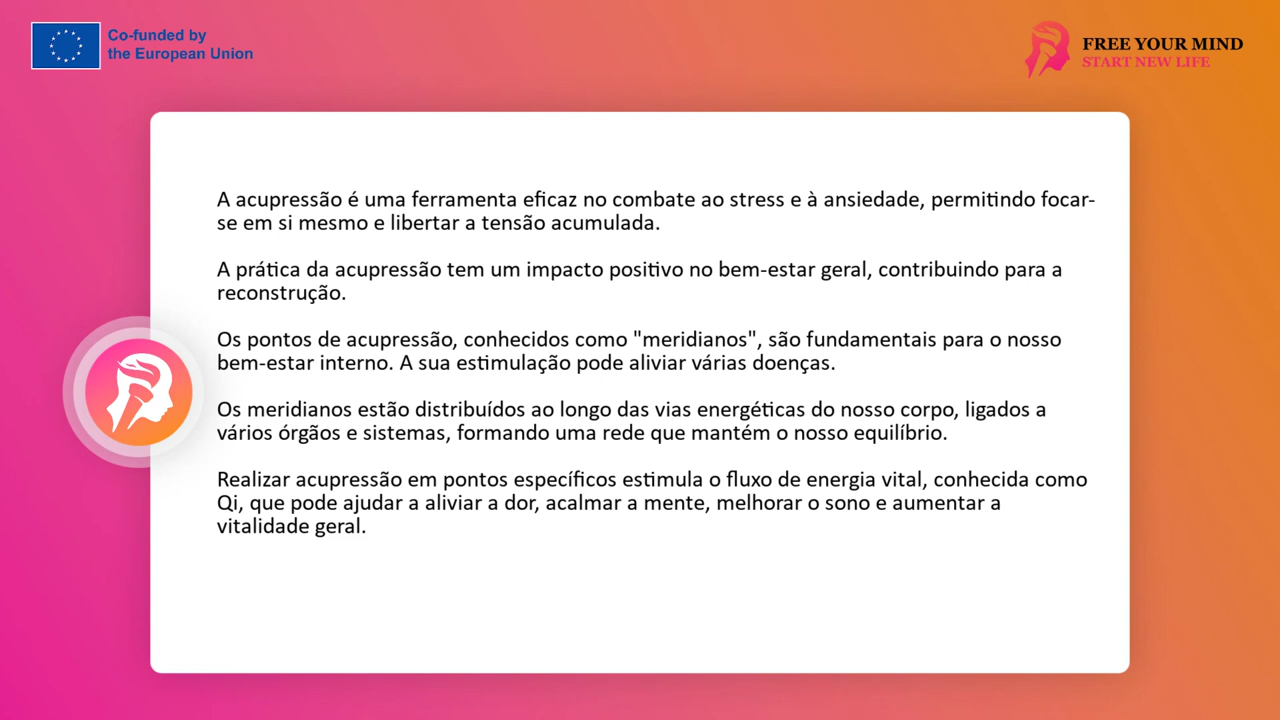 Co-funded by
the European Union
FREE YOUR MIND
START NEW LIFE
A acupressão é uma ferramenta eficaz no combate ao stress e à ansiedade, permitindo focar-
se em si mesmo e libertar a tensão acumulada.
A prática da acupressão tem um impacto positivo no bem-estar geral, contribuindo para a
reconstrução.
Os pontos de acupressão, conhecidos como "meridianos", são fundamentais para o nosso
bem-estar interno. A sua estimulação pode aliviar várias doenças.
Os meridianos estão distribuídos ao longo das vias energéticas do nosso corpo, ligados a
vários órgãos e sistemas, formando uma rede que mantém o nosso equilíbrio.
Realizar acupressão em pontos específicos estimula o fluxo de energia vital, conhecida como
Qi, que pode ajudar a aliviar a dor, acalmar a mente, melhorar o sono e aumentar a
vitalidade geral.